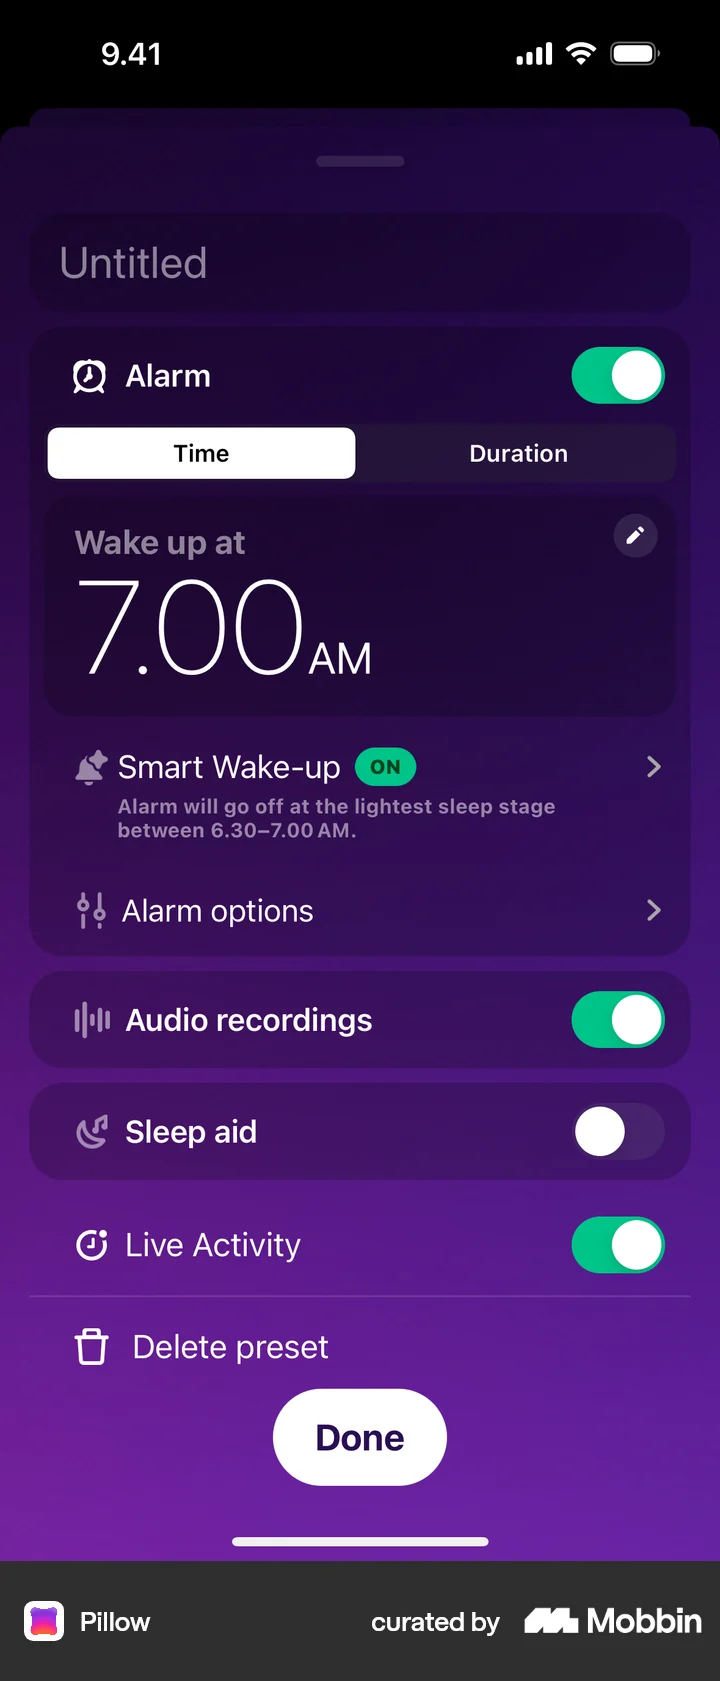 9.41
Untitled
Alarm
Time
Duration
Wake up at
7.00 AM
Smart Wake-up ON
Alarm will go off at the lightest sleep stage
between 6.30–7.00 AM.
Alarm options
Audio recordings
Sleep aid
Live Activity
Delete preset
Done
Pillow
curated by Mobbin